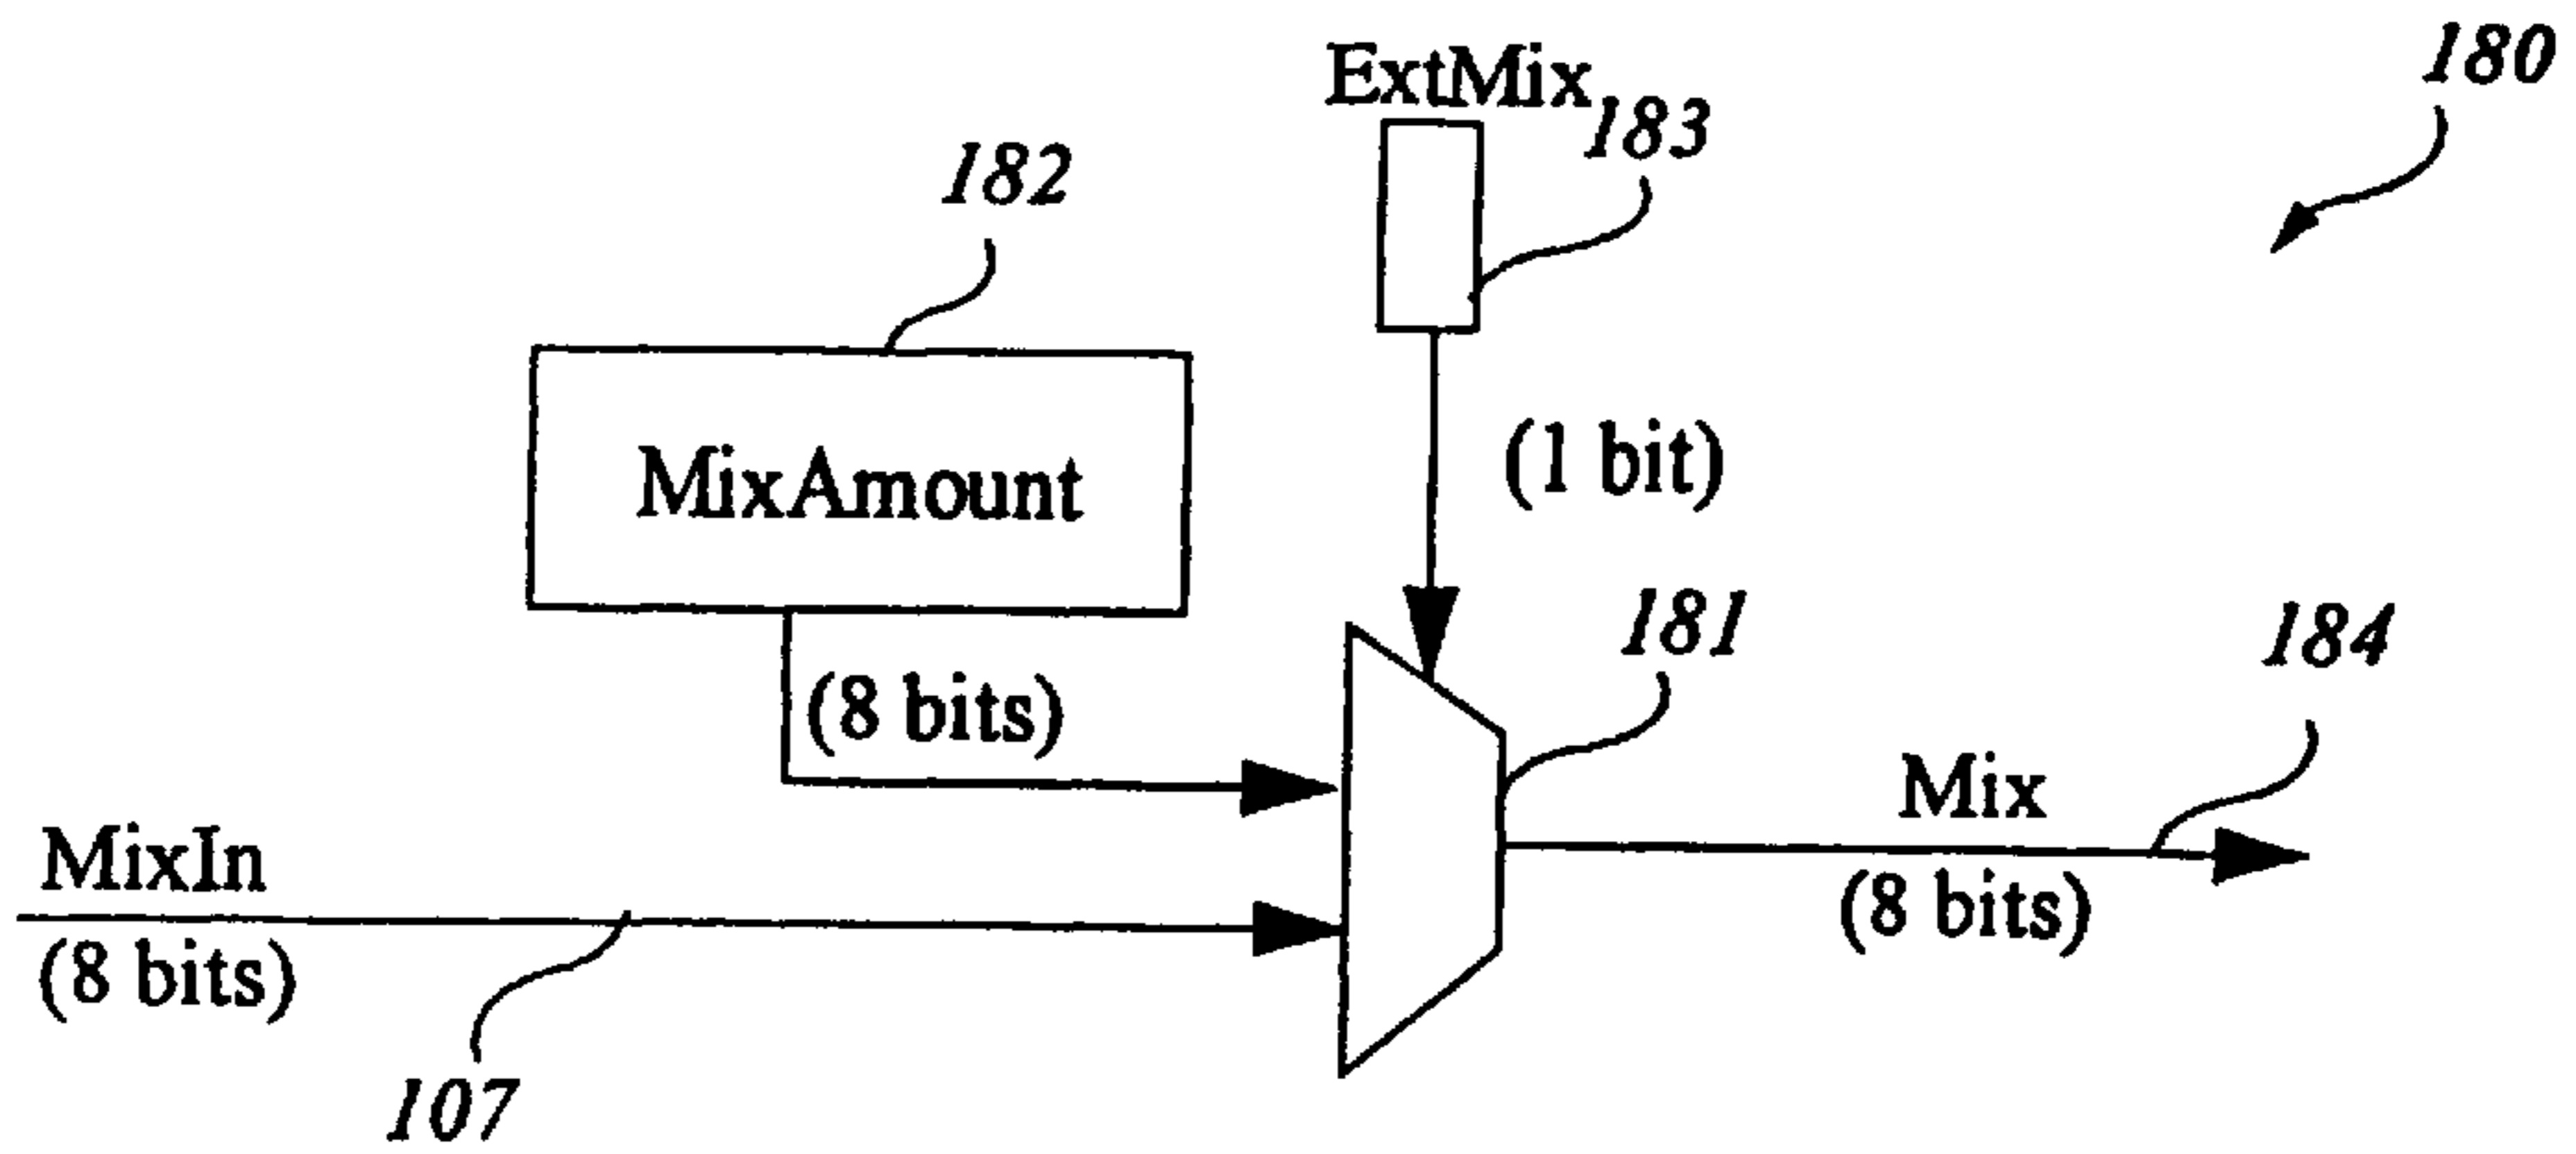 180
ExtMix
183
182
MixAmount
(1 bit)
181
184
(8 bits)
Mix
MixIn
(8 bits)
(8 bits)
107